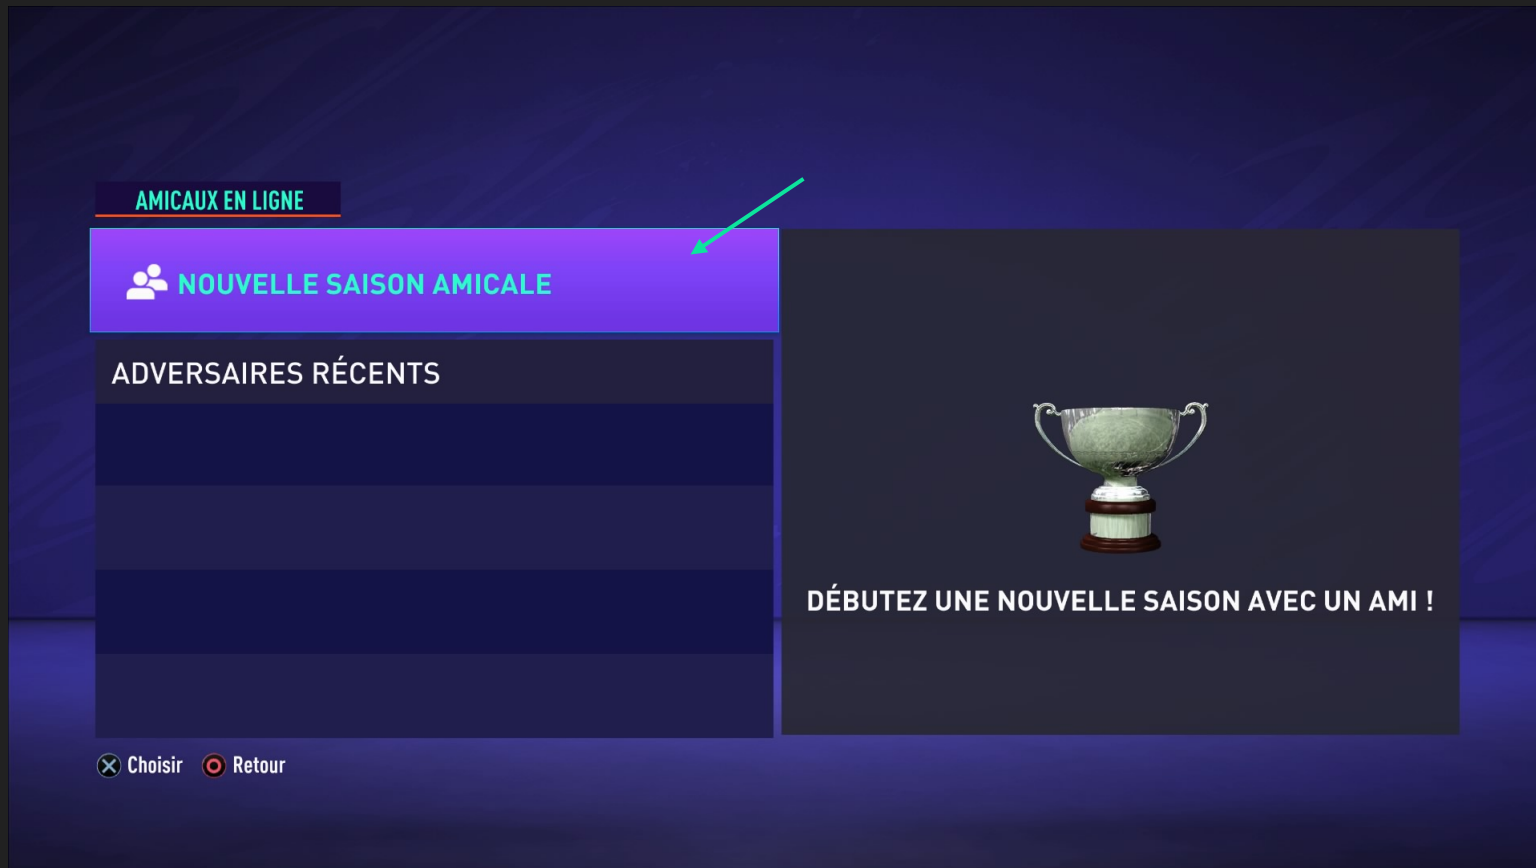 AMICAUX EN LIGNE
NOUVELLE SAISON AMICALE
ADVERSAIRES RÉCENTS
DÉBUTEZ UNE NOUVELLE SAISON AVEC UN AMI !
Choisir Retour